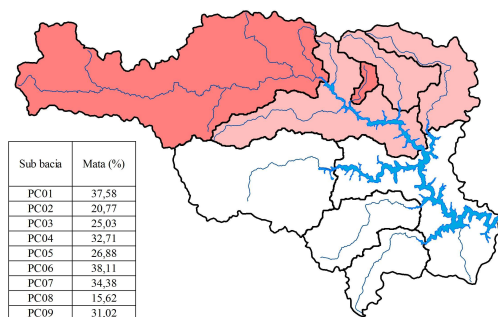 Sub bacia Mata (%)
PC01 37,58
PC02 20,77
PC03 25,03
PC04 32,71
PC05 26,88
PC06 38,11
PC07 34,38
PC08 15,62
PC09 31,02